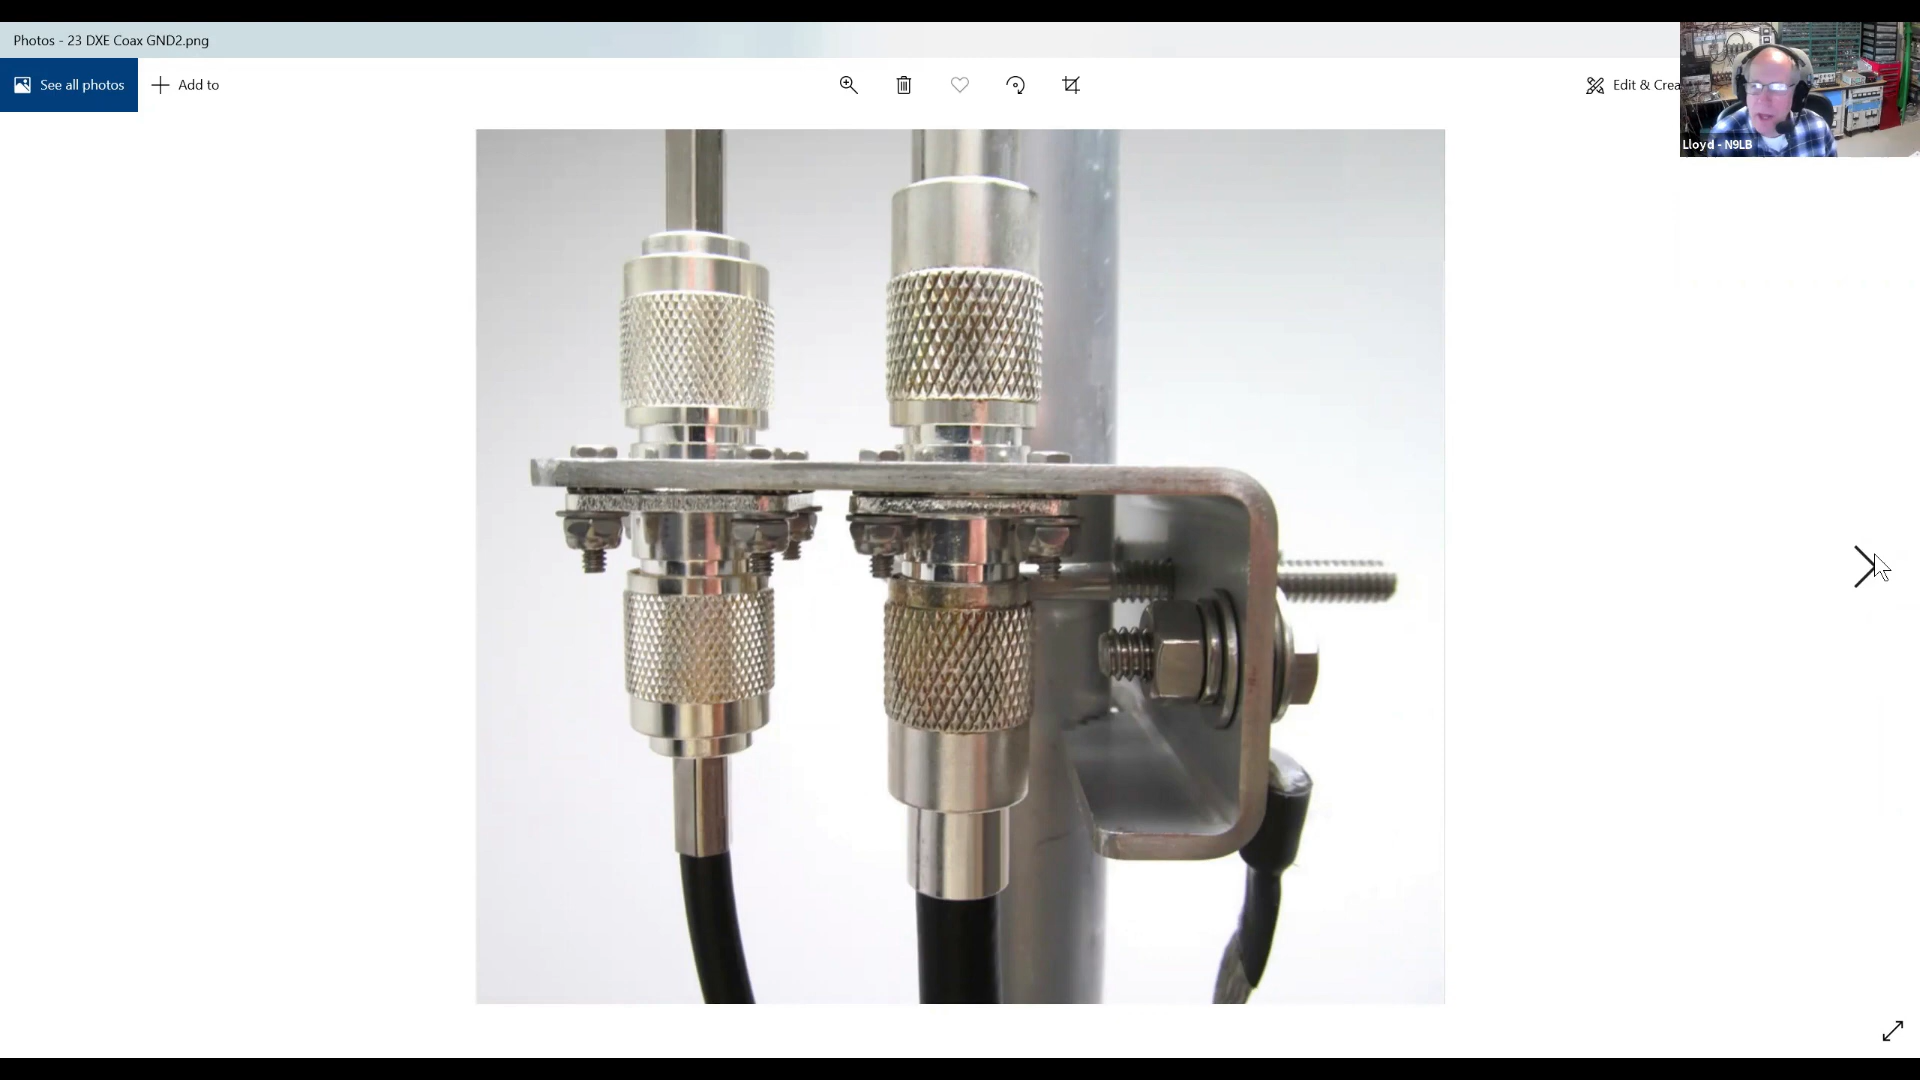 Photos - 23 DXE Coax GND2.png
See all photos
Add to
Edit & Crea
Lloyd - N9LB